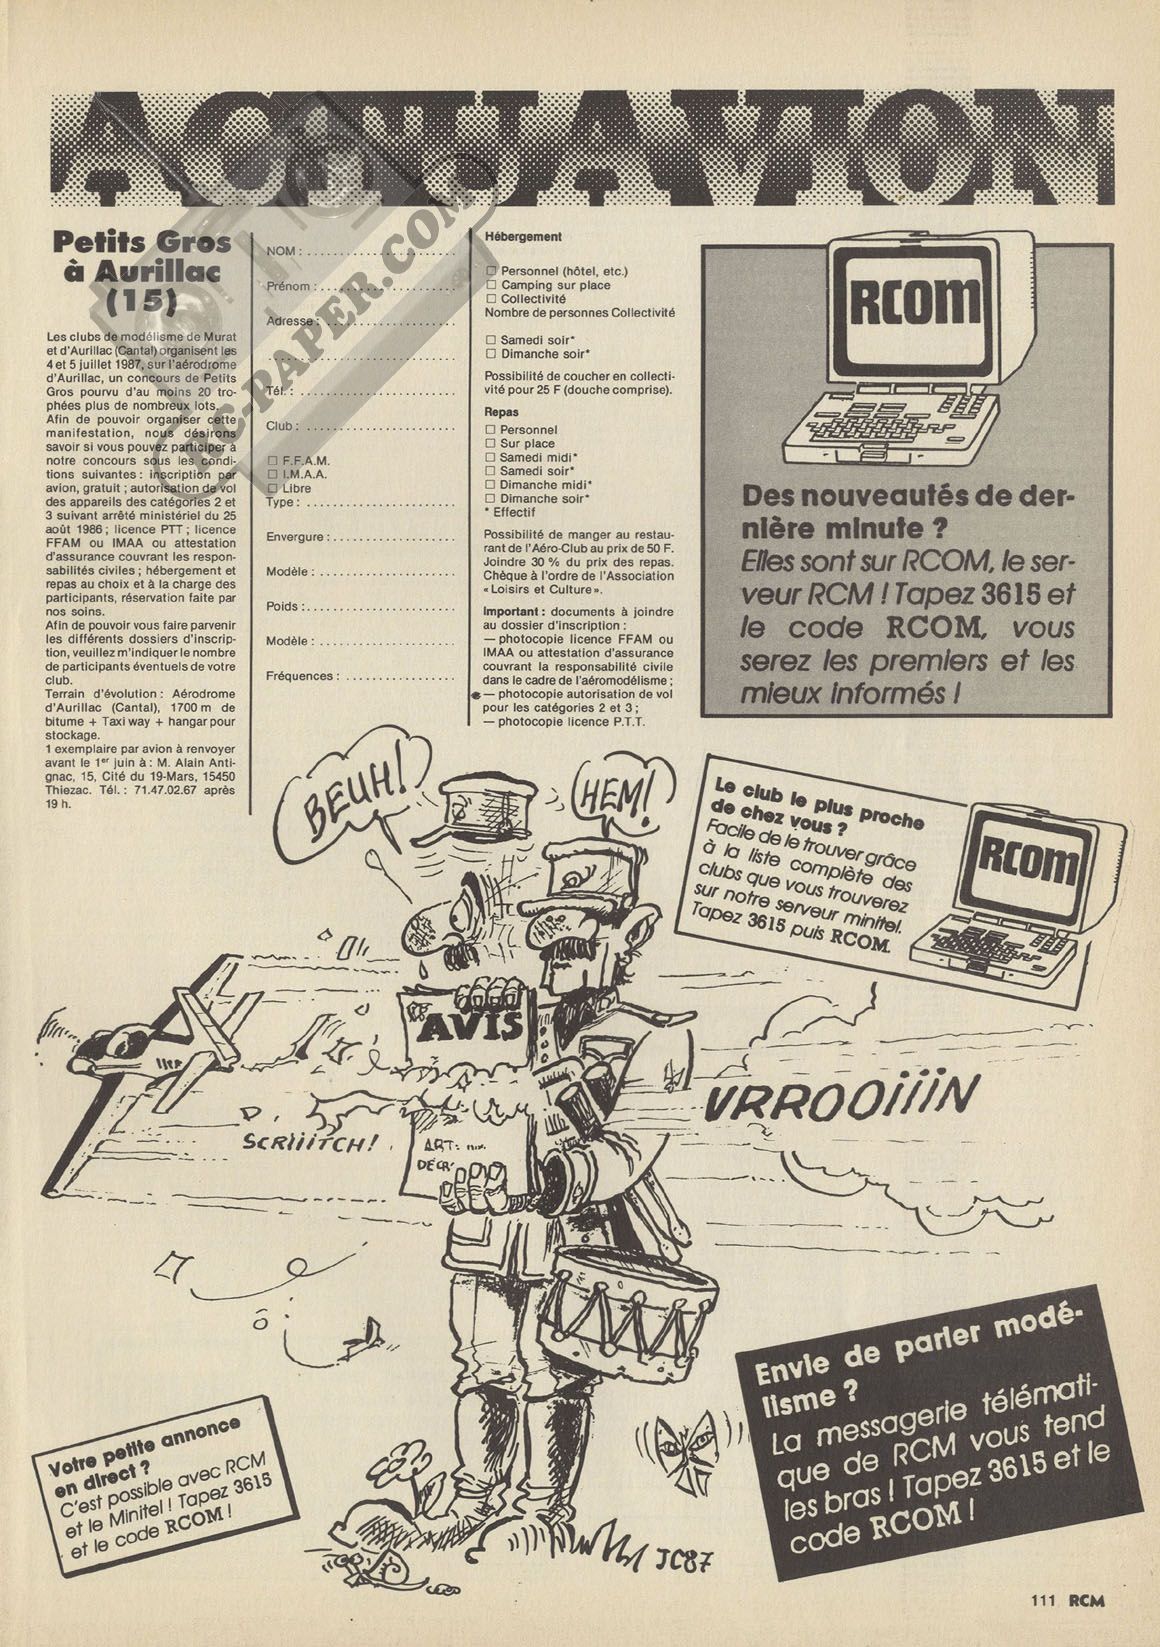 ACTUAVION
RC-PAPER.COM
Petits Gros
à Aurillac
(15)
Les clubs de modélisme de Murat
et d'Aurillac (Cantal) organisent les
4 et 5 juillet 1987, sur l'aérodrome
d'Aurillac, un concours de Petits
Gros pourvu d'au moins 20 tro-
phées plus de nombreux lots.
Afin de pouvoir organiser cette
manifestation, nous désirons
savoir si vous pouvez participer à
notre concours sous les condi-
tions suivantes : inscription par
avion, gratuit ; autorisation de vol
des appareils des catégories 2 et
3 suivant arrêté ministériel du 25
août 1986 ; licence PTT ; licence
FFAM ou IMAA ou attestation
d'assurance couvrant les respon-
sabilités civiles ; hébergement et
repas au choix et à la charge des
participants, réservation faite par
nos soins.
Afin de pouvoir vous faire parvenir
les différents dossiers d'inscrip-
tion, veuillez m'indiquer le nombre
de participants éventuels de votre
club.
Terrain d'évolution : Aérodrome
d'Aurillac (Cantal), 1700 m de
bitume + Taxi way + hangar pour
stockage.
1 exemplaire par avion à renvoyer
avant le 1er juin à : M. Alain Anti-
gnac, 15, Cité du 19-Mars, 15450
Thiezac. Tél. : 71.47.02.67 après
19 h.
NOM : ......................
Prénom : ....................
Adresse : ....................
............................
Tél. : ........................
Club : .......................
□ F.F.A.M.
□ I.M.A.A.
□ Libre
Type : .......................
Envergure : ..................
Modèle : .....................
Poids : ......................
Modèle : .....................
Fréquences : .................
Hébergement
□ Personnel (hôtel, etc.)
□ Camping sur place
□ Collectivité
Nombre de personnes Collectivité
□ Samedi soir*
□ Dimanche soir*
Possibilité de coucher en collecti-
vité pour 25 F (douche comprise).
Repas
□ Personnel
□ Sur place
□ Samedi midi*
□ Samedi soir*
□ Dimanche midi*
□ Dimanche soir*
* Effectif
Possibilité de manger au restau-
rant de l'Aéro-Club au prix de 50 F.
Joindre 30 % du prix des repas.
Chèque à l'ordre de l'Association
« Loisirs et Culture ».
Important : documents à joindre
au dossier d'inscription :
— photocopie licence FFAM ou
IMAA ou attestation d'assurance
couvrant la responsabilité civile
dans le cadre de l'aéromodélisme ;
— photocopie autorisation de vol
pour les catégories 2 et 3 ;
— photocopie licence P.T.T.
RCOM
Des nouveautés de der-
nière minute ?
Elles sont sur RCOM, le ser-
veur RCM ! Tapez 3615 et
le code RCOM, vous
serez les premiers et les
mieux informés !
BEUH!
HEM!
Le club le plus proche
de chez vous ?
Facile de le trouver grâce
à la liste complète des
clubs que vous trouverez
sur notre serveur minitel.
Tapez 3615 puis RCOM.
RCOM
AVIS
ART:
DÉCR
SCRIIITCH!
VRROOïïïN
Votre petite annonce
en direct ?
C'est possible avec RCM
et le Minitel ! Tapez 3615
et le code RCOM !
Envie de parler modé-
lisme ?
La messagerie télémati-
que de RCM vous tend
les bras ! Tapez 3615 et le
code RCOM !
JC87
111 RCM